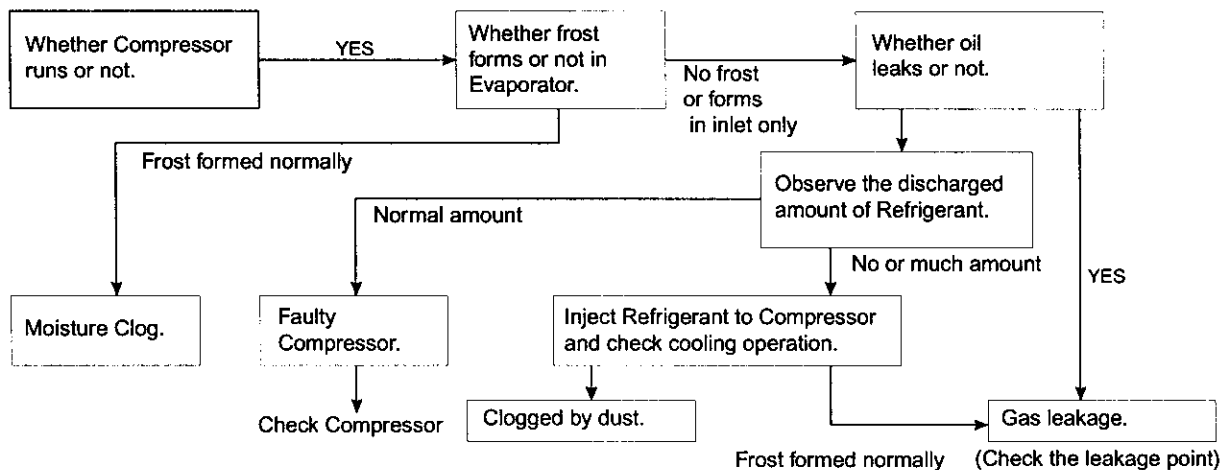 Whether Compressor
runs or not.
YES
Whether frost
forms or not in
Evaporator.
No frost
or forms
in inlet only
Whether oil
leaks or not.
Frost formed normally
Observe the discharged
amount of Refrigerant.
Normal amount
No or much amount
YES
Moisture Clog.
Faulty
Compressor.
Inject Refrigerant to Compressor
and check cooling operation.
Check Compressor
Clogged by dust.
Gas leakage.
Frost formed normally
(Check the leakage point)